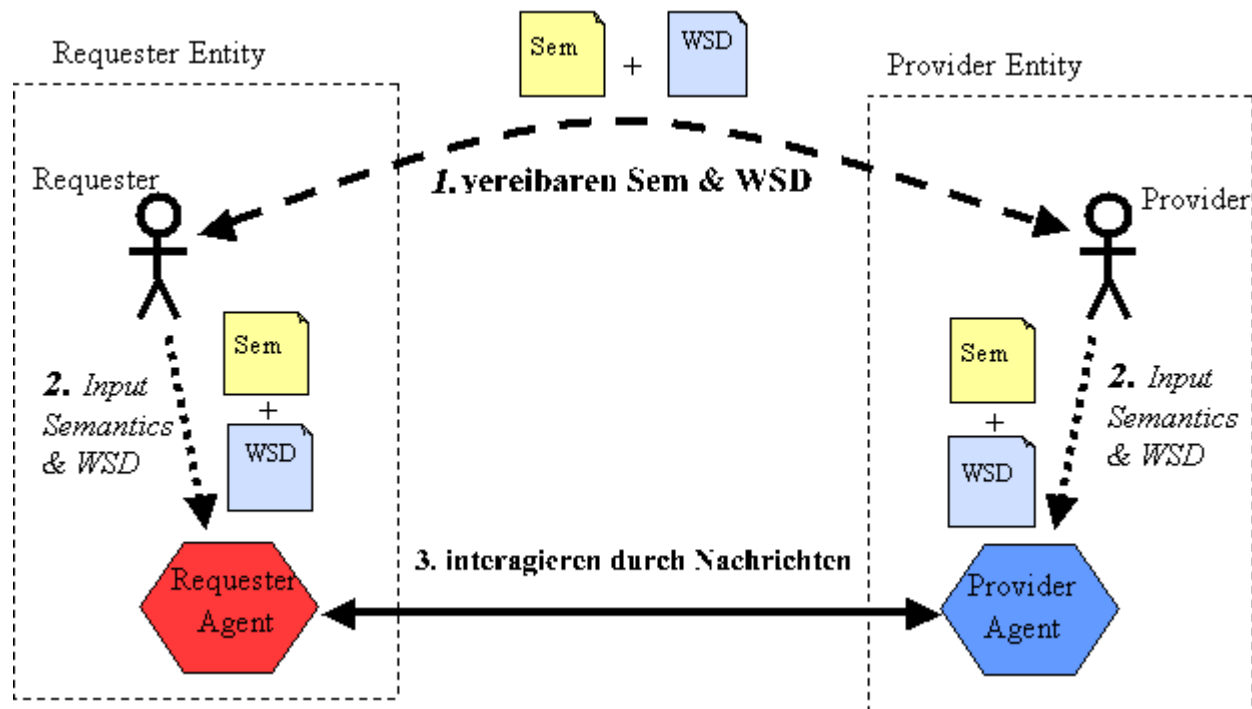 Requester Entity
Sem
+
WSD
Provider Entity
1. vereibaren Sem & WSD
Requester
Provider
2. Input
Semantics
& WSD
Sem
+
WSD
Sem
+
WSD
2. Input
Semantics
& WSD
3. interagieren durch Nachrichten
Requester
Agent
Provider
Agent